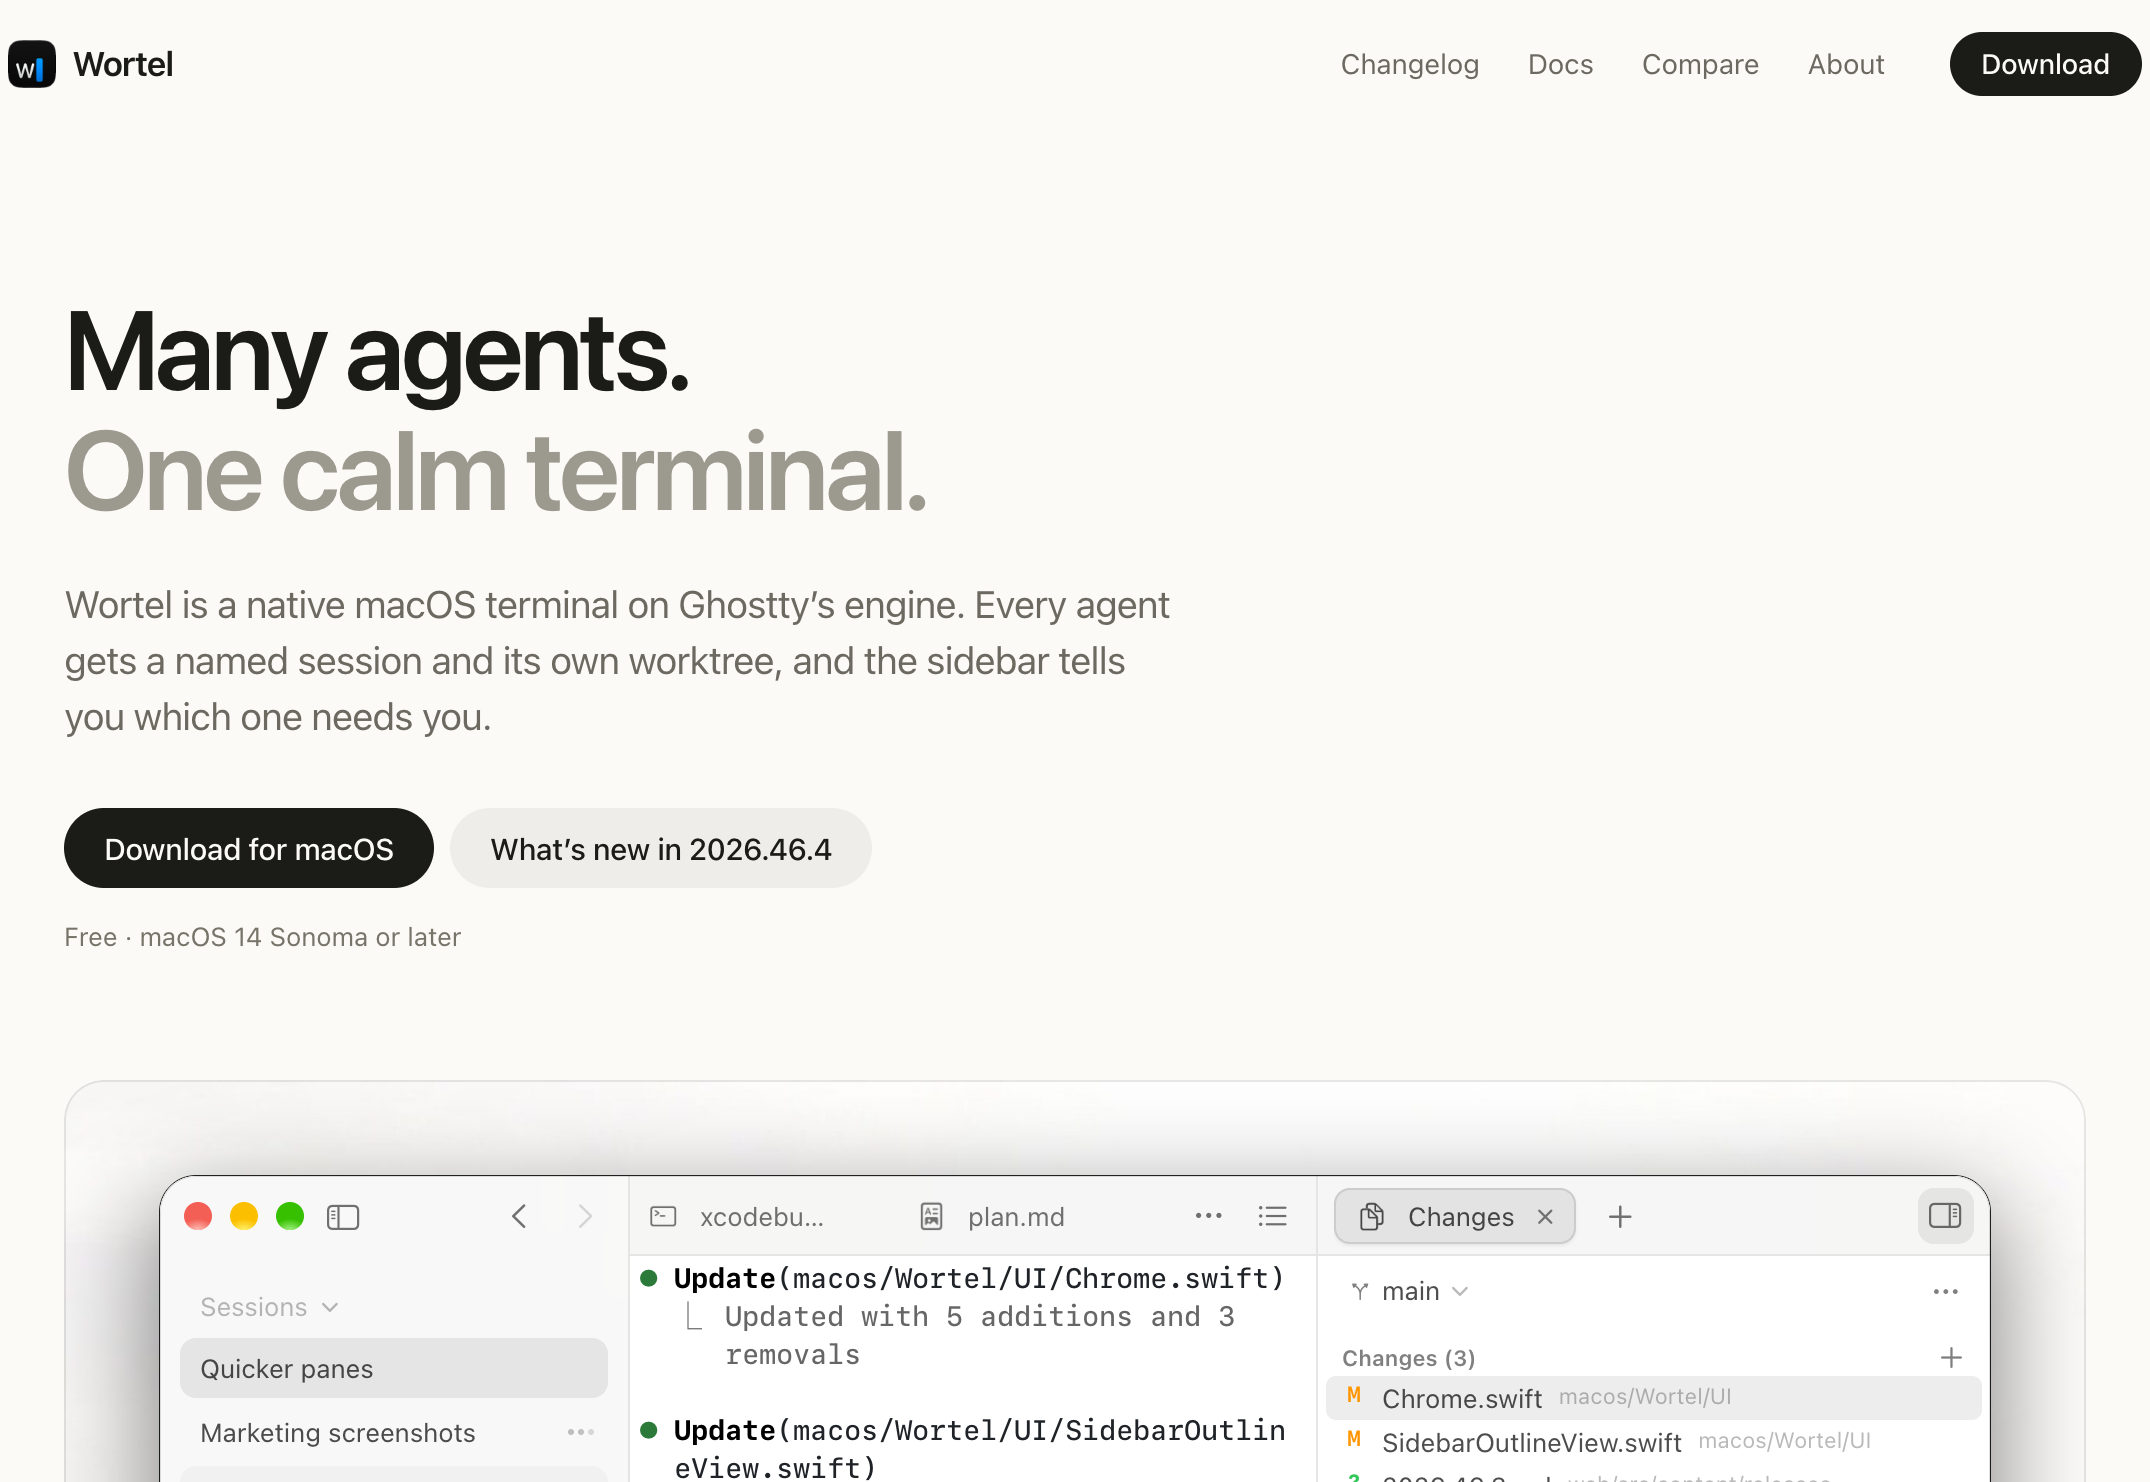 Wortel
Changelog
Docs
Compare
About
Download
Many agents.
One calm terminal.
Wortel is a native macOS terminal on Ghostty’s engine. Every agent
gets a named session and its own worktree, and the sidebar tells
you which one needs you.
Download for macOS
What’s new in 2026.46.4
Free · macOS 14 Sonoma or later
xcodebu...
plan.md
Changes
Sessions
Quicker panes
Marketing screenshots
Update(macos/Wortel/UI/Chrome.swift)
Updated with 5 additions and 3
removals
Update(macos/Wortel/UI/SidebarOutlin
eView.swift)
main
Changes (3)
M Chrome.swift macos/Wortel/UI
M SidebarOutlineView.swift macos/Wortel/UI